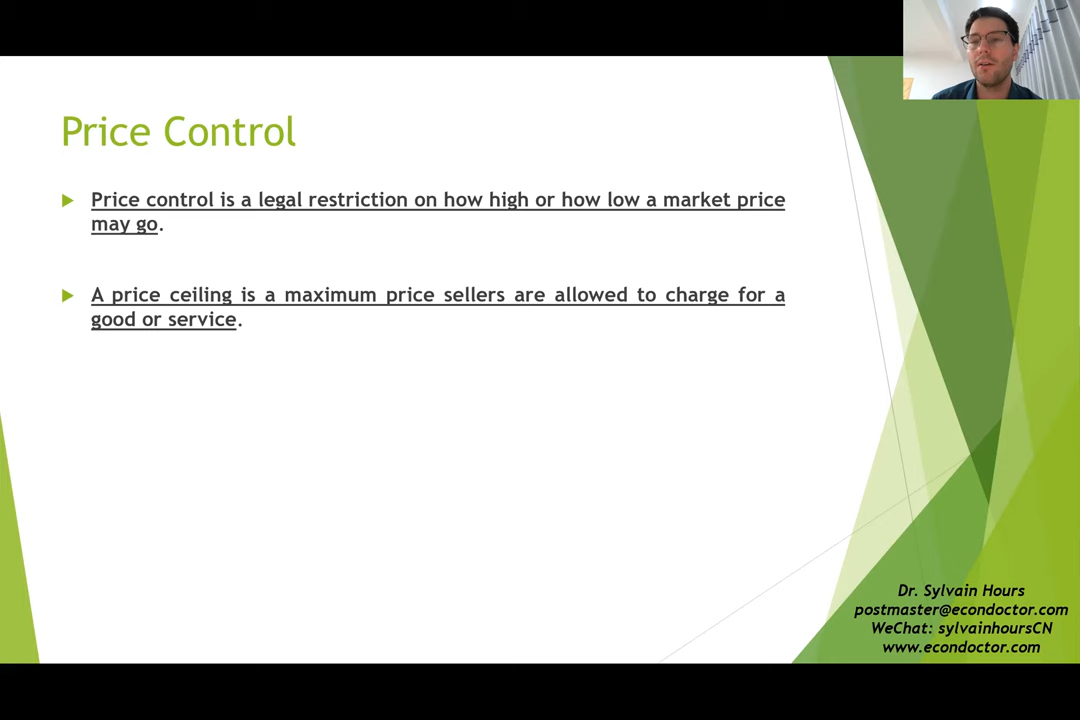 Price Control
Price control is a legal restriction on how high or how low a market price
may go.
A price ceiling is a maximum price sellers are allowed to charge for a
good or service.
Dr. Sylvain Hours
postmaster@econdoctor.com
WeChat: sylvainhoursCN
www.econdoctor.com